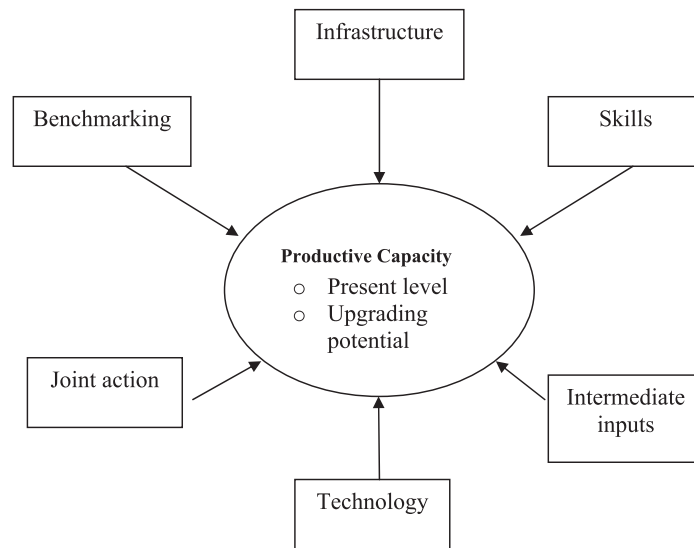 Infrastructure
Benchmarking
Skills
Productive Capacity
○ Present level
○ Upgrading
potential
Joint action
Intermediate
inputs
Technology